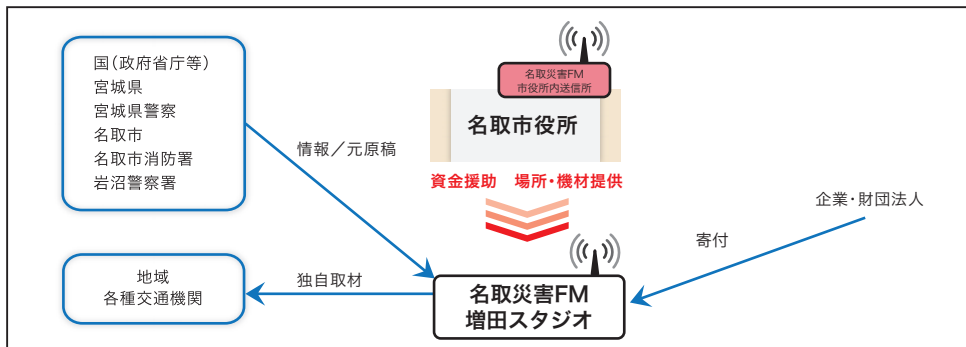 国(政府省庁等)
宮城県
宮城県警察
名取市
名取市消防署
岩沼警察署
情報／元原稿
名取災害FM
市役所内送信所
名取市役所
資金援助　場所・機材提供
企業・財団法人
寄付
地域
各種交通機関
独自取材
名取災害FM
増田スタジオ